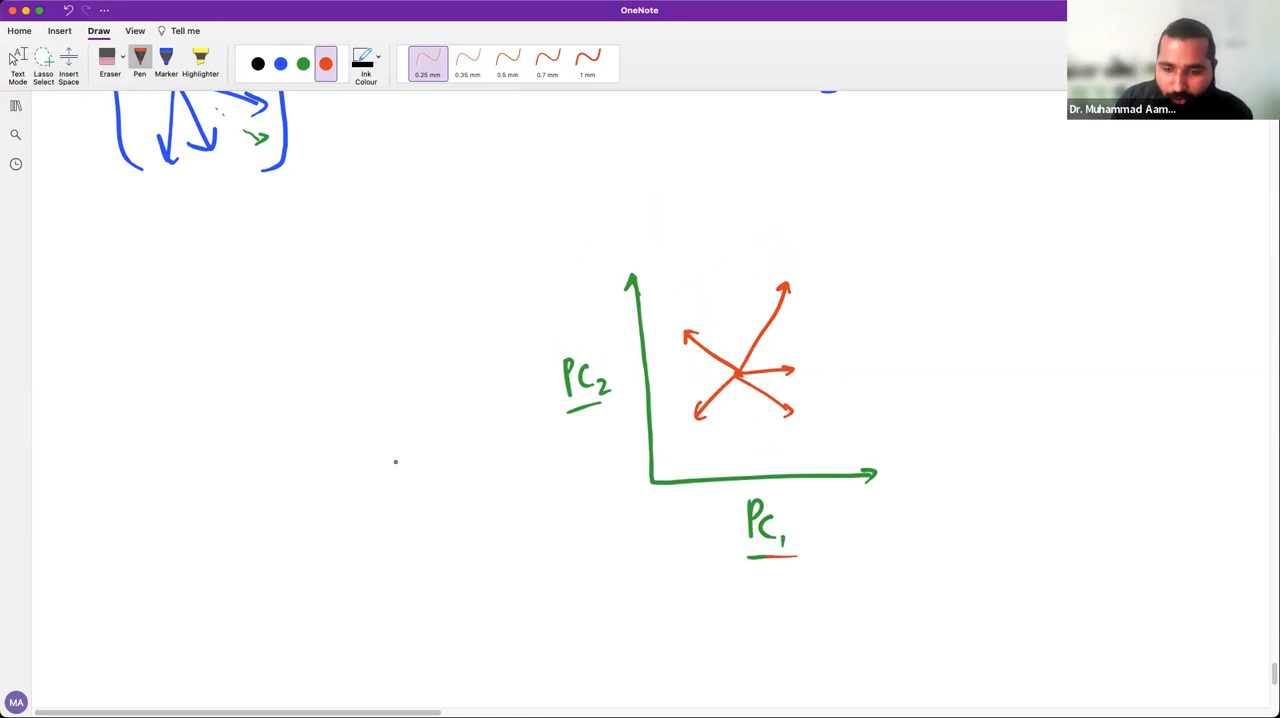 OneNote
Home Insert Draw View Tell me
Text Mode
Lasso Select
Insert Space
Eraser
Pen
Marker
Highlighter
Ink Colour
0.25 mm
0.35 mm
0.5 mm
0.7 mm
1 mm
Dr. Muhammad Aam...
PC2
PC1
MA